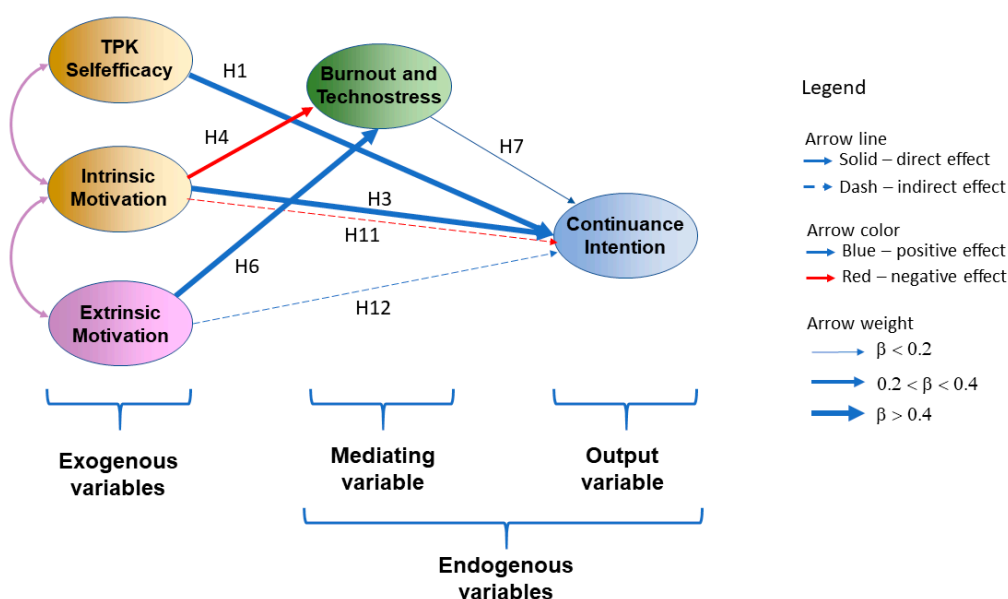 TPK
Selfefficacy
H1
Burnout and
Technostress
H4
H7
Intrinsic
Motivation
H3
H11
Continuance
Intention
H6
Extrinsic
Motivation
H12
Exogenous
variables
Mediating
variable
Output
variable
Endogenous
variables
Legend
Arrow line
Solid – direct effect
Dash – indirect effect
Arrow color
Blue – positive effect
Red – negative effect
Arrow weight
β < 0.2
0.2 < β < 0.4
β > 0.4